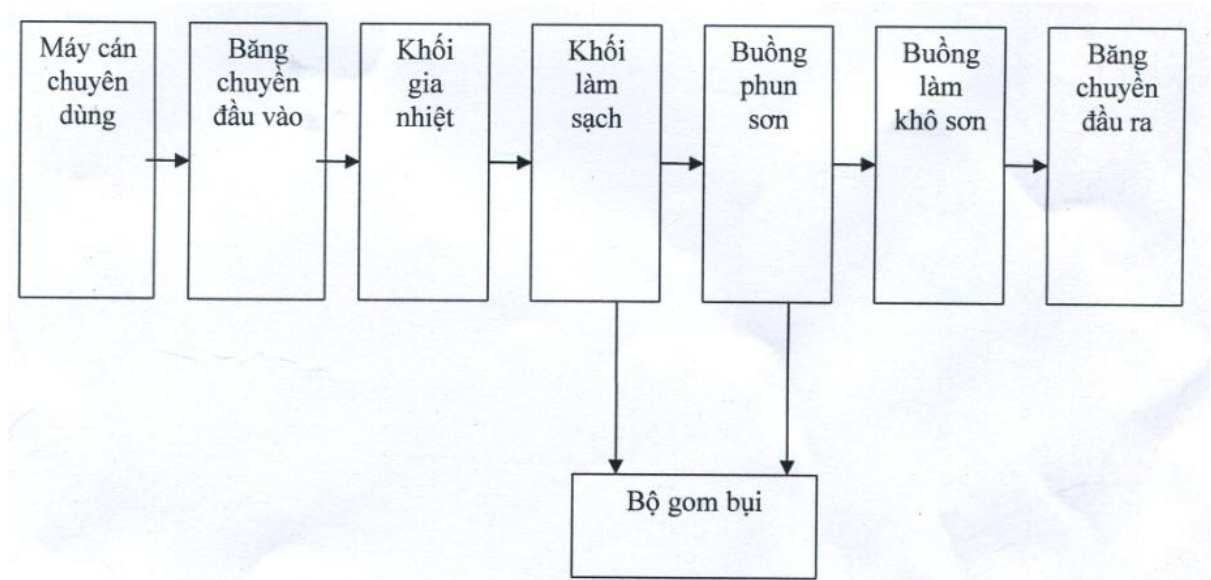 Máy cán
chuyên
dùng
Băng
chuyền
đầu vào
Khối
gia
nhiệt
Khối
làm
sạch
Buồng
phun
sơn
Buồng
làm
khô sơn
Băng
chuyền
đầu ra
Bộ gom bụi